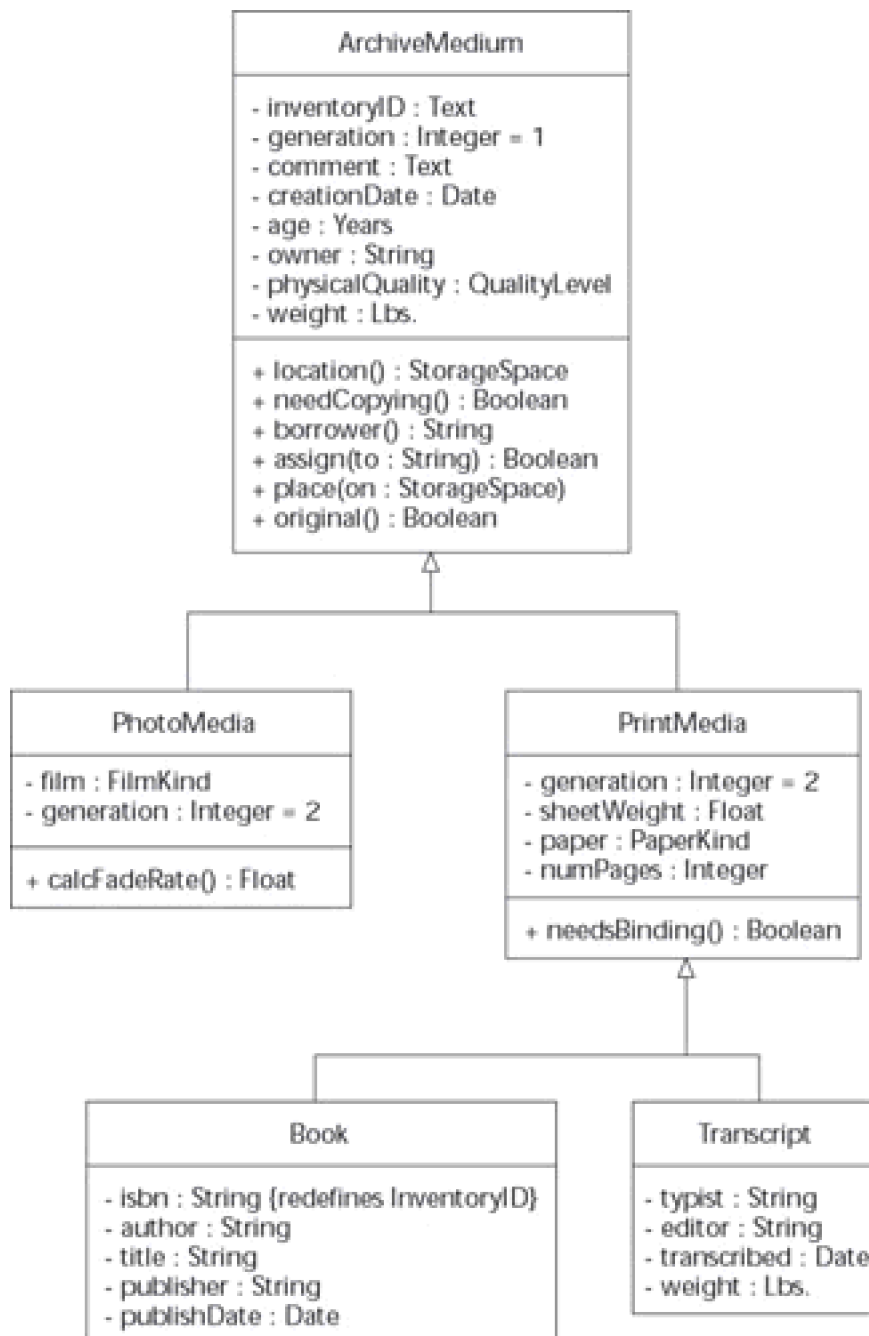 ArchiveMedium
- inventoryID : Text
- generation : Integer = 1
- comment : Text
- creationDate : Date
- age : Years
- owner : String
- physicalQuality : QualityLevel
- weight : Lbs.
+ location() : StorageSpace
+ needCopying() : Boolean
+ borrower() : String
+ assign(to : String) : Boolean
+ place(on : StorageSpace)
+ original() : Boolean
PhotoMedia
- film : FilmKind
- generation : Integer = 2
+ calcFadeRate() : Float
PrintMedia
- generation : Integer = 2
- sheetWeight : Float
- paper : PaperKind
- numPages : Integer
+ needsBinding() : Boolean
Book
- isbn : String {redefines InventoryID}
- author : String
- title : String
- publisher : String
- publishDate : Date
Transcript
- typist : String
- editor : String
- transcribed : Date
- weight : Lbs.